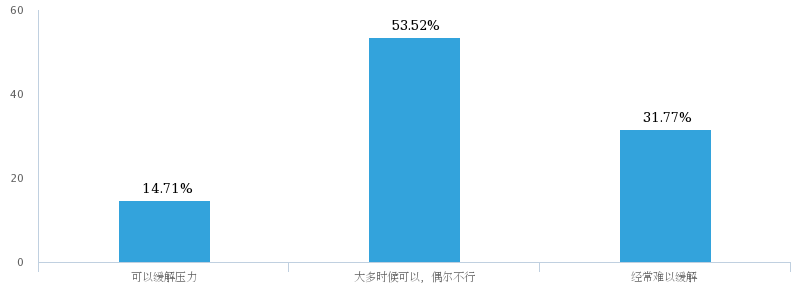 60
53.52%
40
31.77%
20
14.71%
0
可以缓解压力
大多时候可以，偶尔不行
经常难以缓解